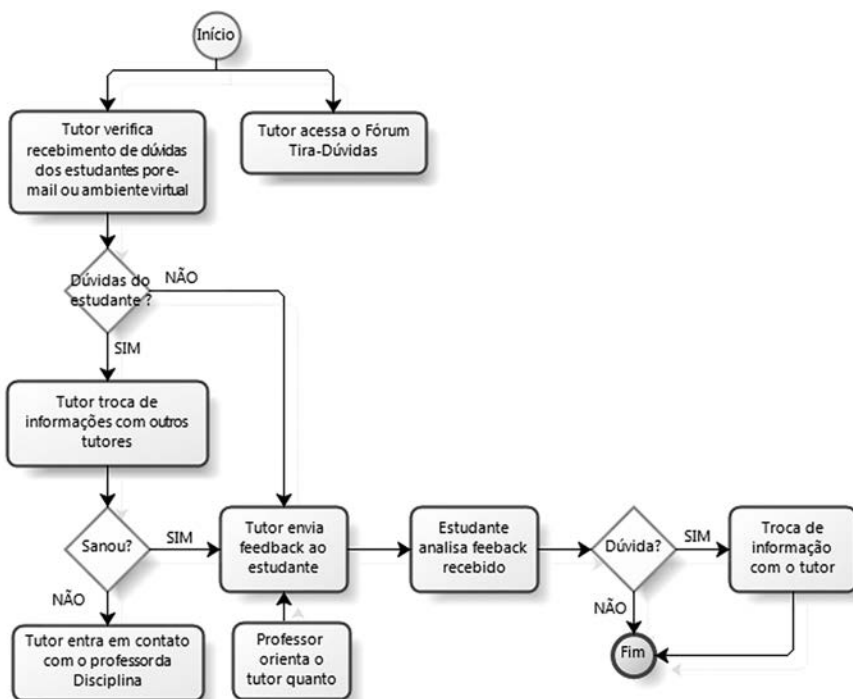 Início
Tutor verifica
recebimento de dúvidas
dos estudantes por e-
mail ou ambiente virtual
Tutor acessa o Fórum
Tira-Dúvidas
Dúvidas do
estudante ?
NÃO
SIM
Tutor troca de
informações com outros
tutores
Sanou?
SIM
NÃO
Tutor envia
feedback ao
estudante
Estudante
analisa feeback
recebido
Dúvida?
SIM
NÃO
Troca de
informação
com o tutor
Tutor entra em contato
com o professor da
Disciplina
Professor
orienta o
tutor quanto
Fim